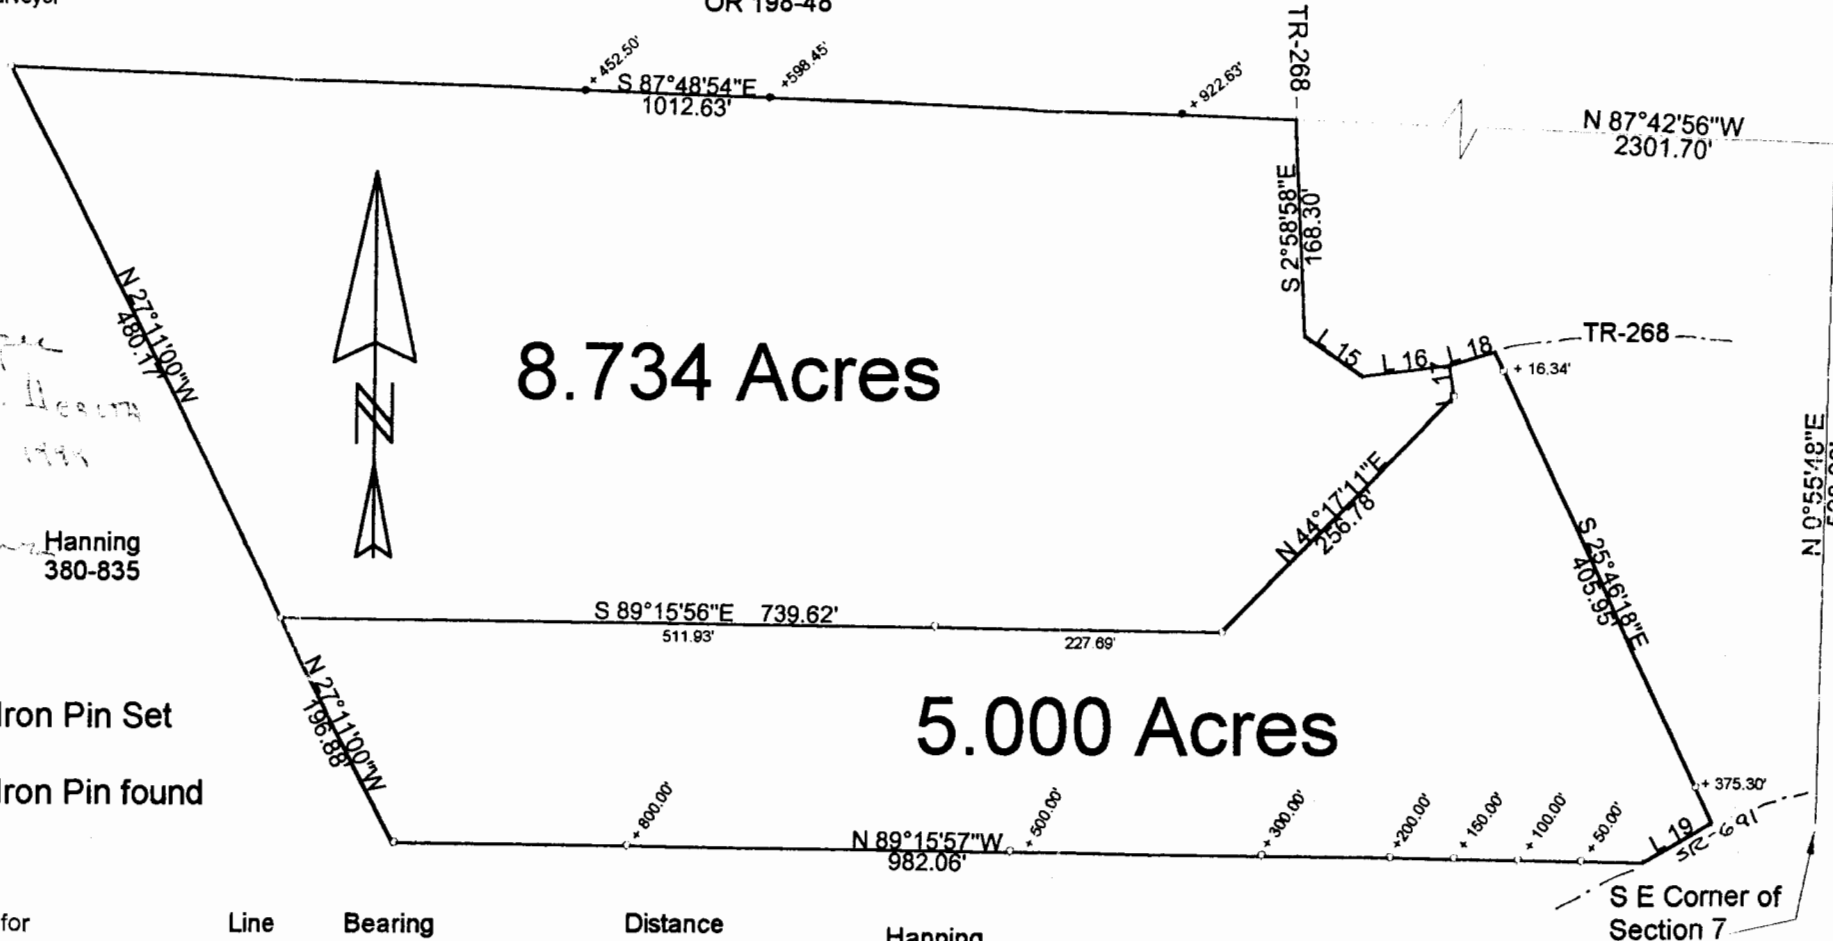 OR 198-48
TR-268
+ 452.50'
+598.45'
+ 922.63'
S 87°48'54"E
1012.63'
N 87°42'56"W
2301.70'
S 2°58'58"E
168.30'
N 27°11'00"W
480.17'
8.734 Acres
L 15
L 16
L 17
L 18
TR-268
+ 16.34'
N
1998
N 0°55'48"E
N 44°17'11"E
256.78'
S 25°46'18"E
405.95'
Hanning
380-835
S 89°15'56"E 739.62'
511.93'
227.69'
N 27°11'00"W
196.88'
5.000 Acres
Iron Pin Set
Iron Pin found
+ 800.00'
+ 500.00'
+ 300.00'
+200.00'
+ 150.00'
+ 100.00'
+ 50.00'
+ 375.30'
N 89°15'57"W
982.06'
L 19
SR 691
S E Corner of
Section 7
for
Line Bearing Distance
Hanning